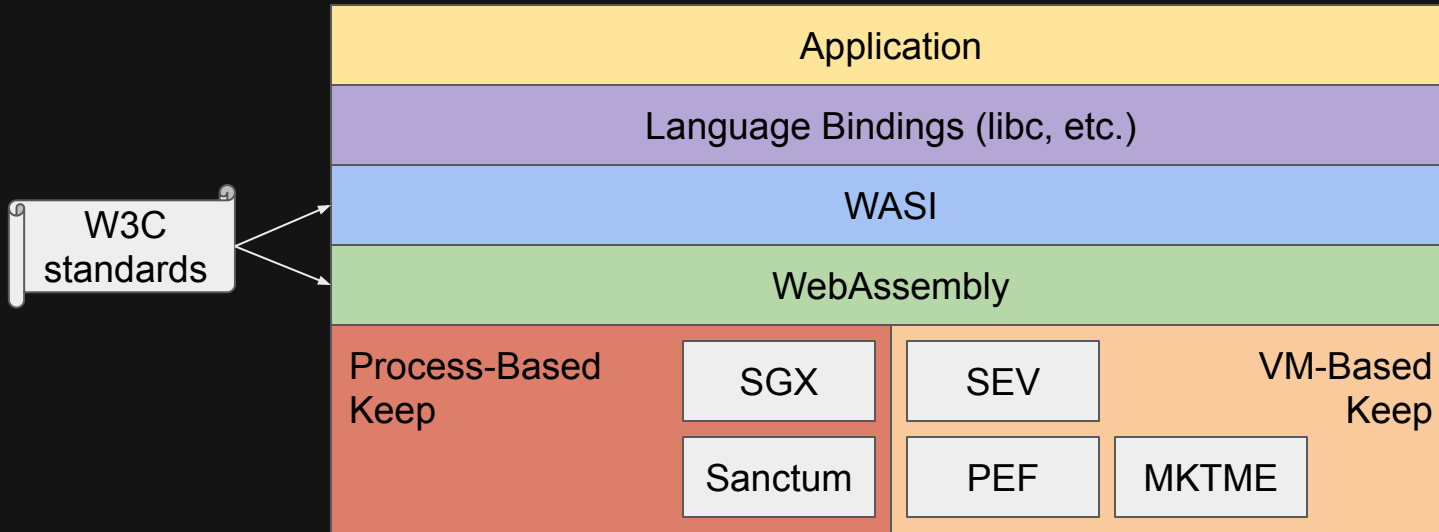 Application
Language Bindings (libc, etc.)
W3C
standards
WASI
WebAssembly
Process-Based
Keep
SGX
Sanctum
SEV
PEF
MKTME
VM-Based
Keep